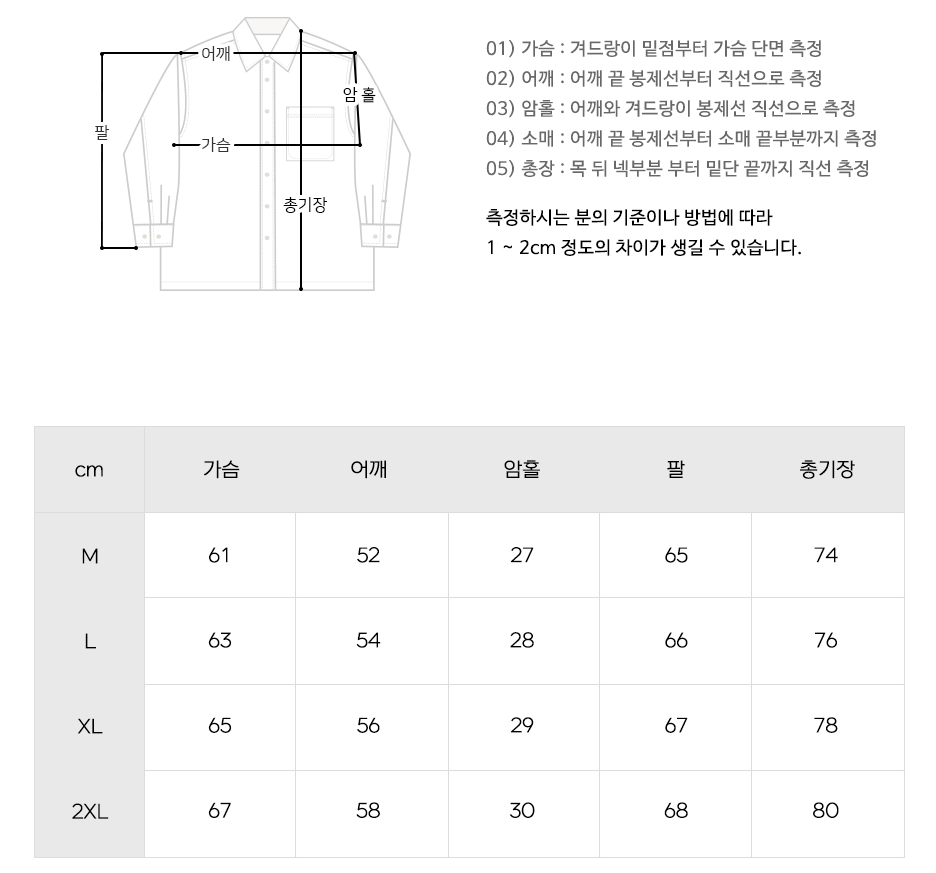 어깨
암홀
팔
가슴
총기장
01) 가슴 : 겨드랑이 밑점부터 가슴 단면 측정
02) 어깨 : 어깨 끝 봉제선부터 직선으로 측정
03) 암홀 : 어깨와 겨드랑이 봉제선 직선으로 측정
04) 소매 : 어깨 끝 봉제선부터 소매 끝부분까지 측정
05) 총장 : 목 뒤 넥부분 부터 밑단 끝까지 직선 측정
측정하시는 분의 기준이나 방법에 따라
1 ~ 2cm 정도의 차이가 생길 수 있습니다.
cm 가슴 어깨 암홀 팔 총기장
M 61 52 27 65 74
L 63 54 28 66 76
XL 65 56 29 67 78
2XL 67 58 30 68 80